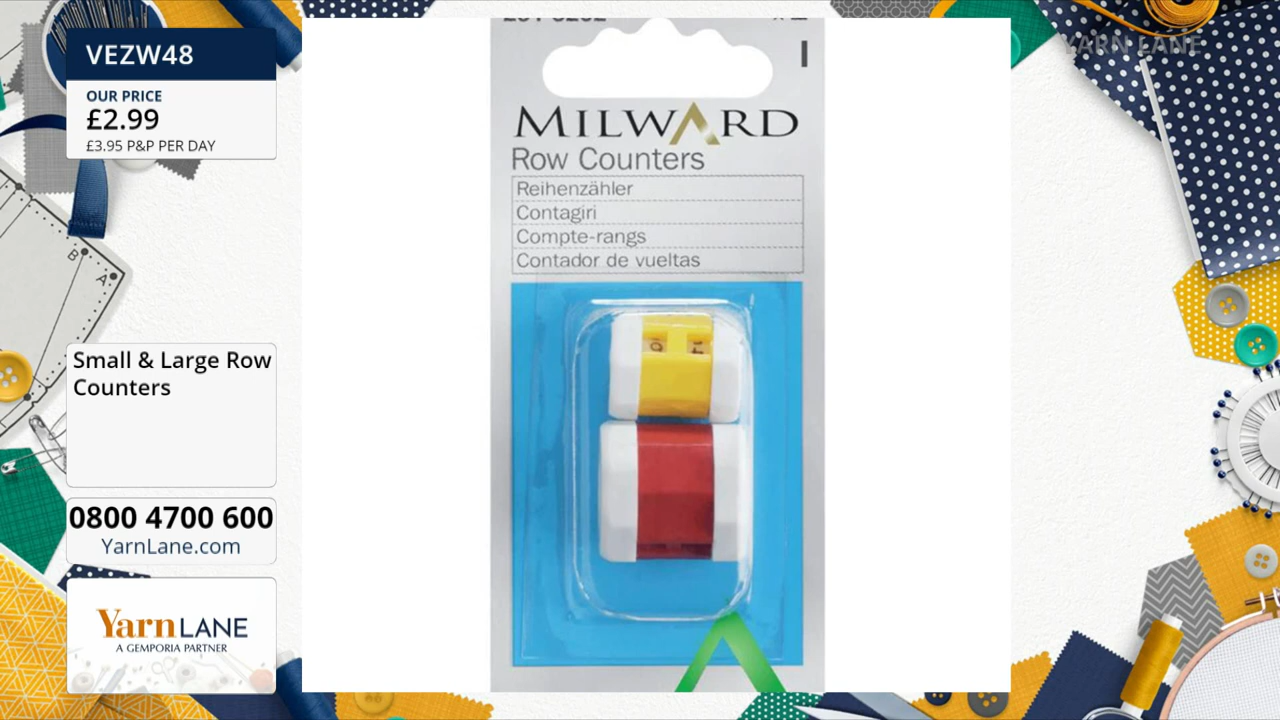 VEZW48
OUR PRICE
£2.99
£3.95 P&P PER DAY
Small & Large Row
Counters
0800 4700 600
YarnLane.com
Yarn LANE
A GEMPORIA PARTNER
YARN LANE
MILWARD
Row Counters
Reihenzähler
Contagiri
Compte-rangs
Contador de vueltas
B
A